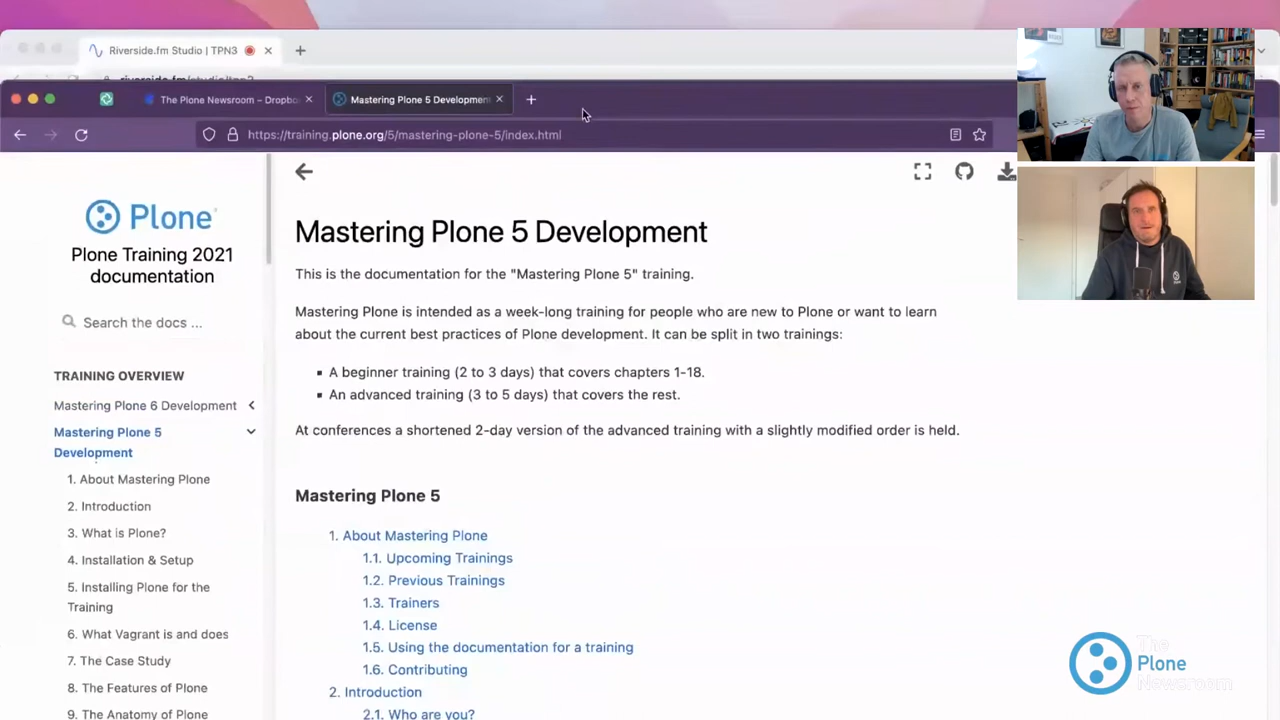 Riverside.fm Studio | TPN3
The Plone Newsroom – Dropbo
Mastering Plone 5 Developmen
https://training.plone.org/5/mastering-plone-5/index.html
Plone
Plone Training 2021
documentation
Search the docs ...
TRAINING OVERVIEW
Mastering Plone 6 Development
Mastering Plone 5
Development
1. About Mastering Plone
2. Introduction
3. What is Plone?
4. Installation & Setup
5. Installing Plone for the
Training
6. What Vagrant is and does
7. The Case Study
8. The Features of Plone
9. The Anatomy of Plone
Mastering Plone 5 Development
This is the documentation for the "Mastering Plone 5" training.
Mastering Plone is intended as a week-long training for people who are new to Plone or want to learn
about the current best practices of Plone development. It can be split in two trainings:
▪ A beginner training (2 to 3 days) that covers chapters 1-18.
▪ An advanced training (3 to 5 days) that covers the rest.
At conferences a shortened 2-day version of the advanced training with a slightly modified order is held.
Mastering Plone 5
1. About Mastering Plone
1.1. Upcoming Trainings
1.2. Previous Trainings
1.3. Trainers
1.4. License
1.5. Using the documentation for a training
1.6. Contributing
2. Introduction
2.1. Who are you?
The
Plone
Newsroom